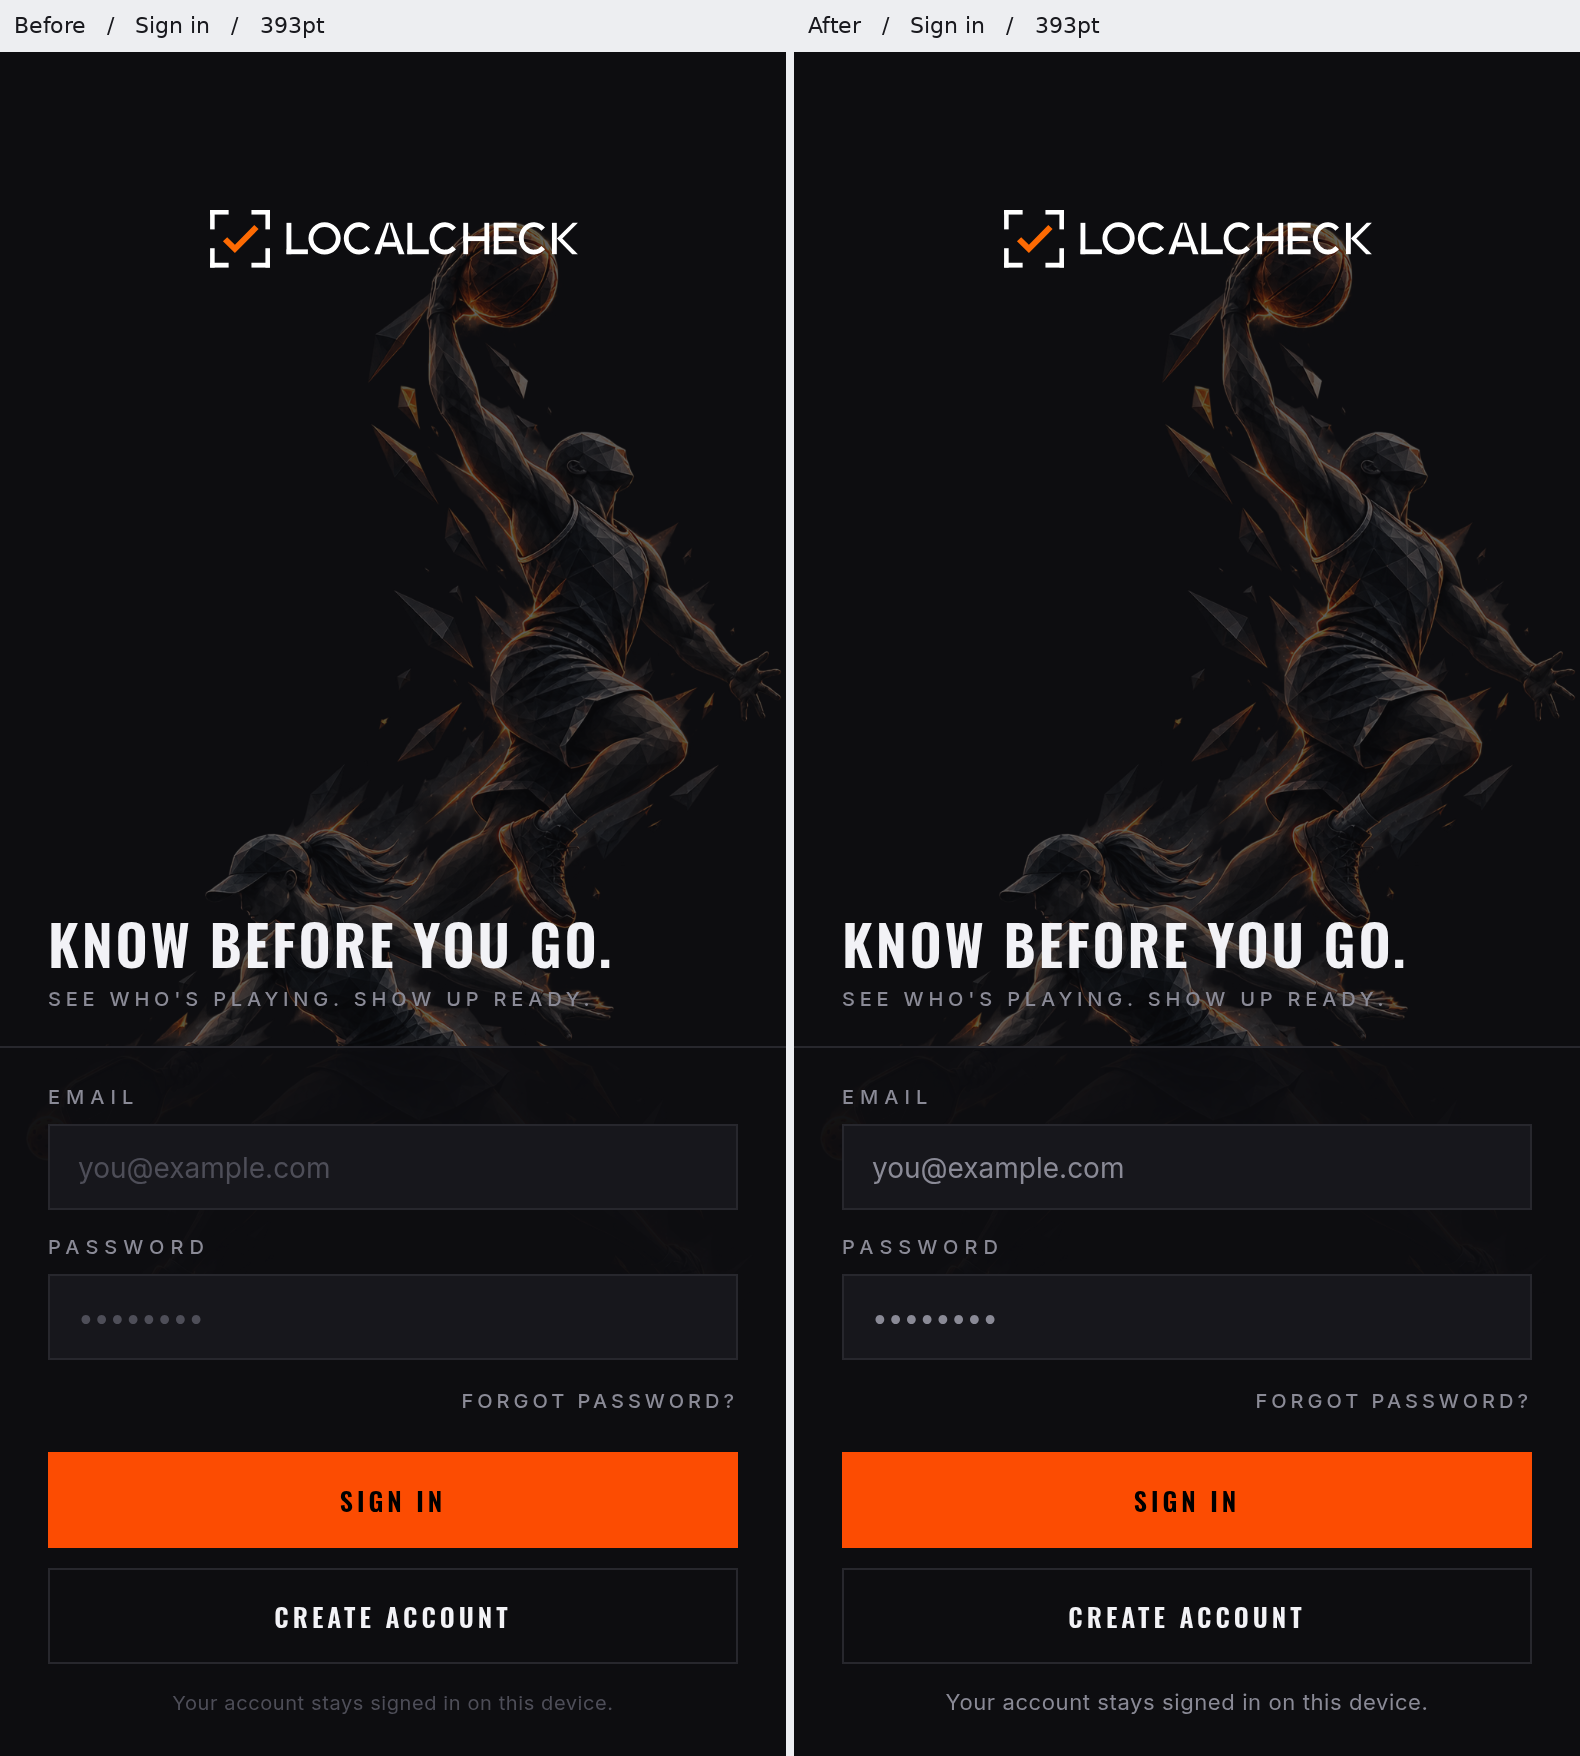 Before / Sign in / 393pt
LOCALCHECK
KNOW BEFORE YOU GO.
SEE WHO'S PLAYING. SHOW UP READY.
EMAIL
you@example.com
PASSWORD
••••••••
FORGOT PASSWORD?
SIGN IN
CREATE ACCOUNT
Your account stays signed in on this device.
After / Sign in / 393pt
LOCALCHECK
KNOW BEFORE YOU GO.
SEE WHO'S PLAYING. SHOW UP READY.
EMAIL
you@example.com
PASSWORD
••••••••
FORGOT PASSWORD?
SIGN IN
CREATE ACCOUNT
Your account stays signed in on this device.